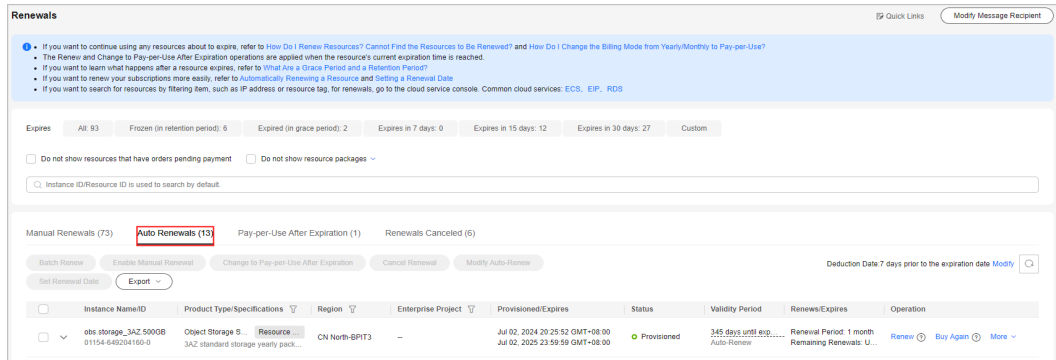 Renewals
Quick Links
Modify Message Recipient
• If you want to continue using any resources about to expire, refer to How Do I Renew Resources? Cannot Find the Resources to Be Renewed? and How Do I Change the Billing Mode from Yearly/Monthly to Pay-per-Use?
• The Renew and Change to Pay-per-Use After Expiration operations are applied when the resource's current expiration time is reached.
• If you want to learn what happens after a resource expires, refer to What Are a Grace Period and a Retention Period?
• If you want to renew your subscriptions more easily, refer to Automatically Renewing a Resource and Setting a Renewal Date
• If you want to search for resources by filtering item, such as IP address or resource tag, for renewals, go to the cloud service console. Common cloud services: ECS、EIP、RDS
Expires All: 93 Frozen (in retention period): 6 Expired (in grace period): 2 Expires in 7 days: 0 Expires in 15 days: 12 Expires in 30 days: 27 Custom
Do not show resources that have orders pending payment Do not show resource packages
Instance ID/Resource ID is used to search by default.
Manual Renewals (73) Auto Renewals (13) Pay-per-Use After Expiration (1) Renewals Canceled (6)
Batch Renew Enable Manual Renewal Change to Pay-per-Use After Expiration Cancel Renewal Modify Auto-Renew
Deduction Date:7 days prior to the expiration date Modify
Set Renewal Date Export
Instance Name/ID Product Type/Specifications Region Enterprise Project Provisioned/Expires Status Validity Period Renews/Expires Operation
obs.storage_3AZ.500GB Object Storage S... Resource ... CN North-BPIT3 -- Jul 02, 2024 20:25:52 GMT+08:00 Provisioned 345 days until exp... Renewal Period: 1 month Renew Buy Again More
01154-649204160-0 3AZ standard storage yearly pack... Jul 02, 2025 23:59:59 GMT+08:00 Auto-Renew Remaining Renewals: U...